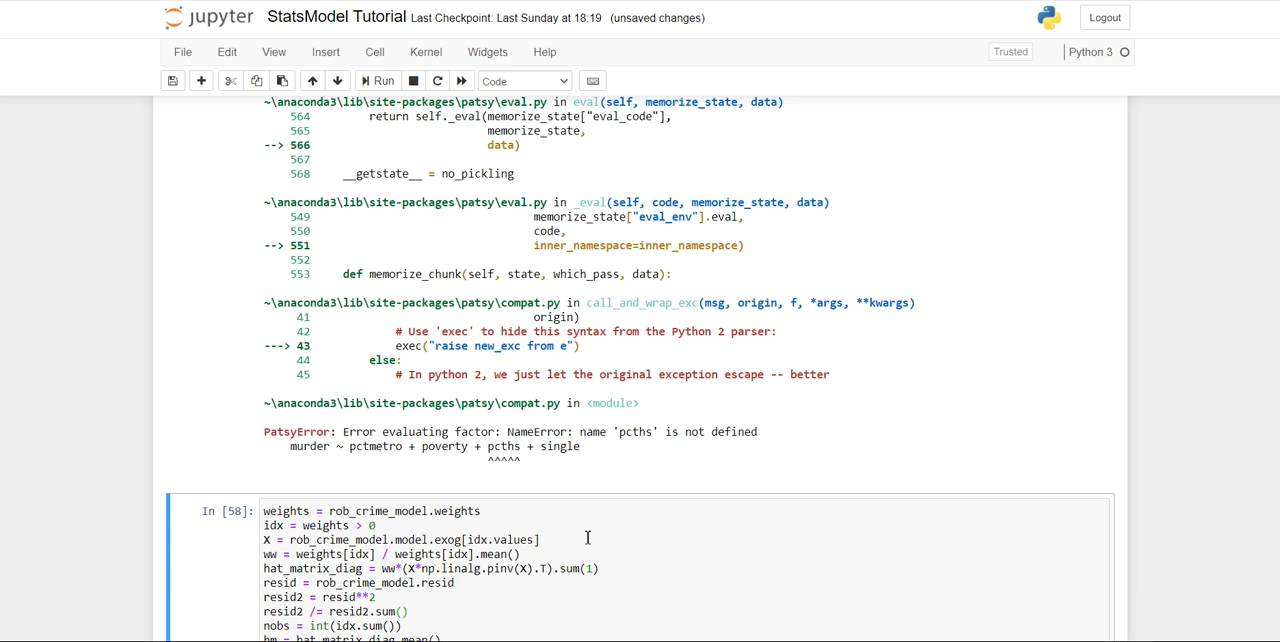 jupyter StatsModel Tutorial Last Checkpoint: Last Sunday at 18:19 (unsaved changes) Logout
File Edit View Insert Cell Kernel Widgets Help Trusted Python 3
Run Code
~\anaconda3\lib\site-packages\patsy\eval.py in eval(self, memorize_state, data)
564 return self._eval(memorize_state["eval_code"],
565 memorize_state,
--> 566 data)
567
568 __getstate__ = no_pickling
~\anaconda3\lib\site-packages\patsy\eval.py in _eval(self, code, memorize_state, data)
549 memorize_state["eval_env"].eval,
550 code,
--> 551 inner_namespace=inner_namespace)
552
553 def memorize_chunk(self, state, which_pass, data):
~\anaconda3\lib\site-packages\patsy\compat.py in call_and_wrap_exc(msg, origin, f, *args, **kwargs)
41 origin)
42 # Use 'exec' to hide this syntax from the Python 2 parser:
---> 43 exec("raise new_exc from e")
44 else:
45 # In python 2, we just let the original exception escape -- better
~\anaconda3\lib\site-packages\patsy\compat.py in <module>
PatsyError: Error evaluating factor: NameError: name 'pcths' is not defined
murder ~ pctmetro + poverty + pcths + single
^^^^^
In [58]: weights = rob_crime_model.weights
idx = weights > 0
X = rob_crime_model.model.exog[idx.values]
ww = weights[idx] / weights[idx].mean()
hat_matrix_diag = ww*(X*np.linalg.pinv(X).T).sum(1)
resid = rob_crime_model.resid
resid2 = resid**2
resid2 /= resid2.sum()
nobs = int(idx.sum())
hm = hat_matrix_diag.mean()